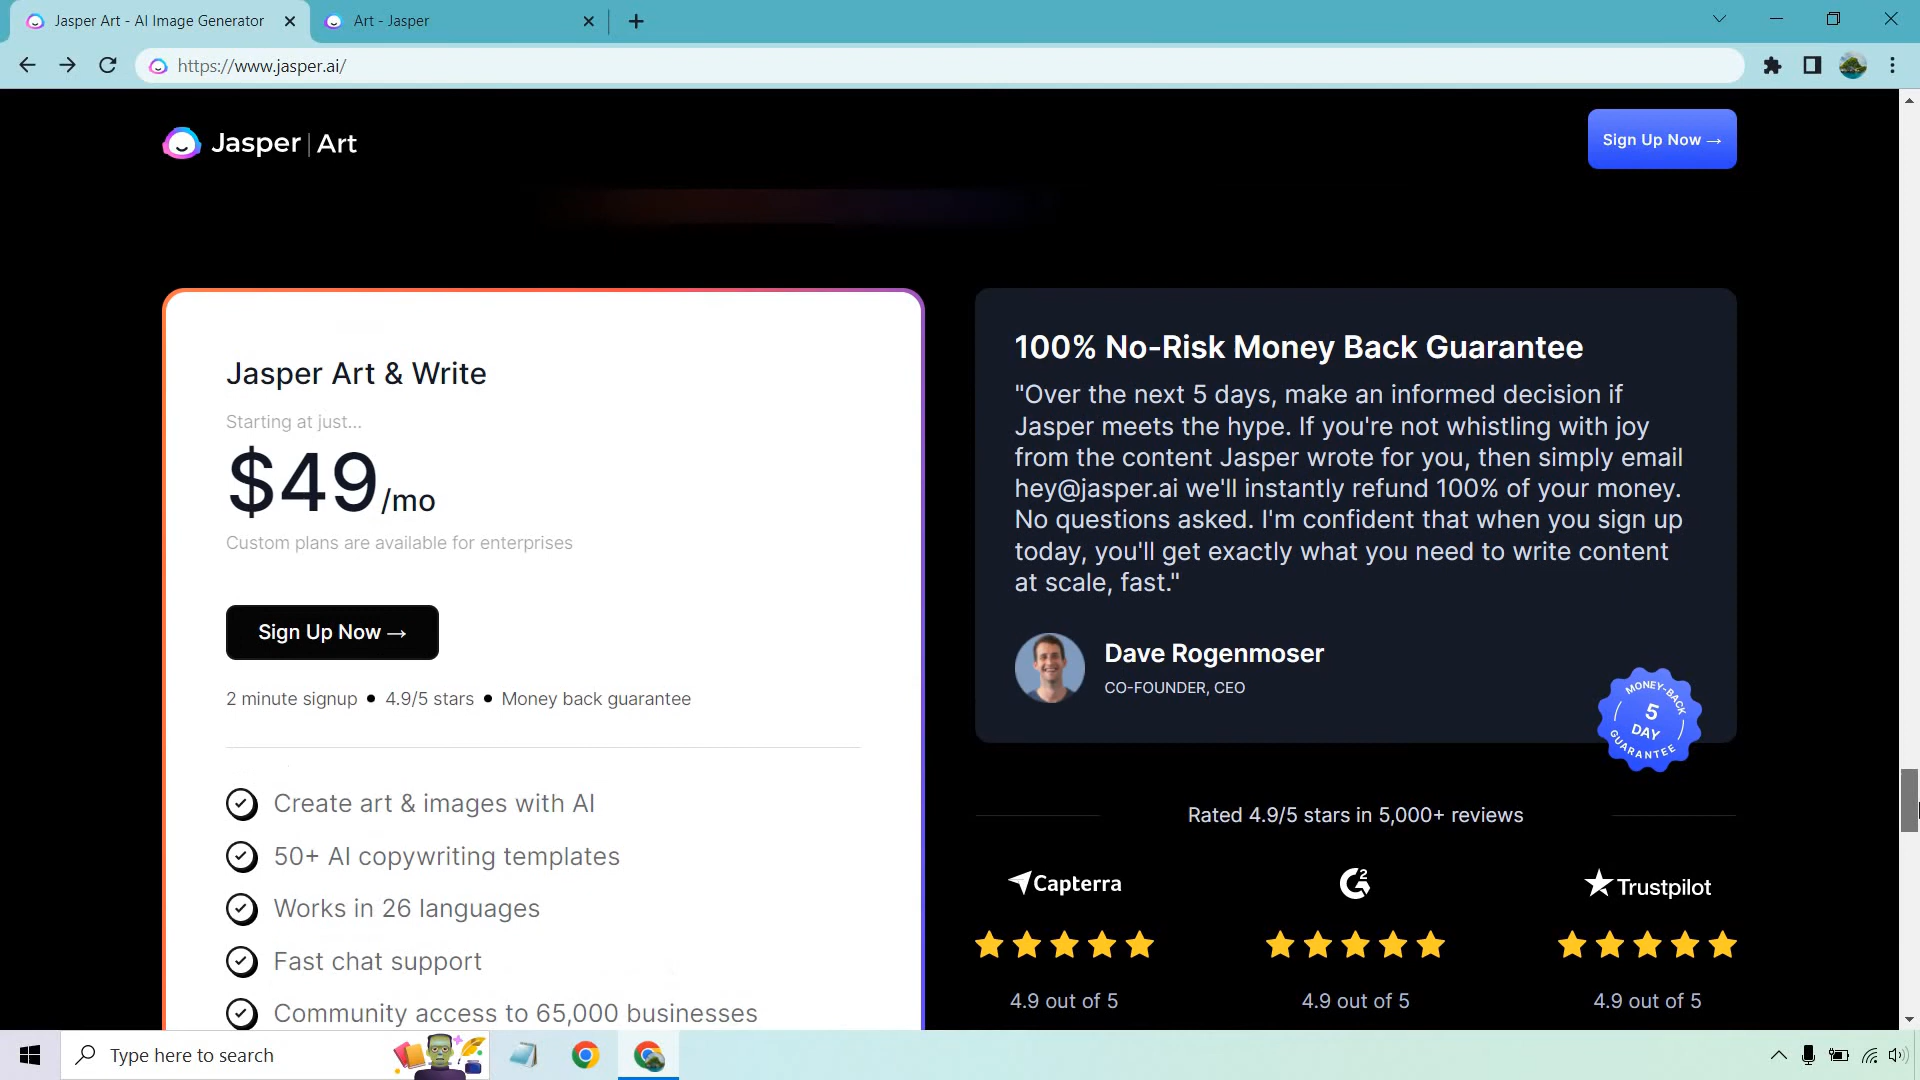 Jasper Art - AI Image Generator
Art - Jasper
https://www.jasper.ai/
Jasper | Art
Sign Up Now →
Jasper Art & Write
Starting at just...
$49/mo
Custom plans are available for enterprises
Sign Up Now →
2 minute signup • 4.9/5 stars • Money back guarantee
Create art & images with AI
50+ AI copywriting templates
Works in 26 languages
Fast chat support
Community access to 65,000 businesses
100% No-Risk Money Back Guarantee
"Over the next 5 days, make an informed decision if
Jasper meets the hype. If you're not whistling with joy
from the content Jasper wrote for you, then simply email
hey@jasper.ai we'll instantly refund 100% of your money.
No questions asked. I'm confident that when you sign up
today, you'll get exactly what you need to write content
at scale, fast."
Dave Rogenmoser
CO-FOUNDER, CEO
MONEY-BACK
5
DAY
GUARANTEE
Rated 4.9/5 stars in 5,000+ reviews
Capterra
G2
Trustpilot
4.9 out of 5
4.9 out of 5
4.9 out of 5
Type here to search